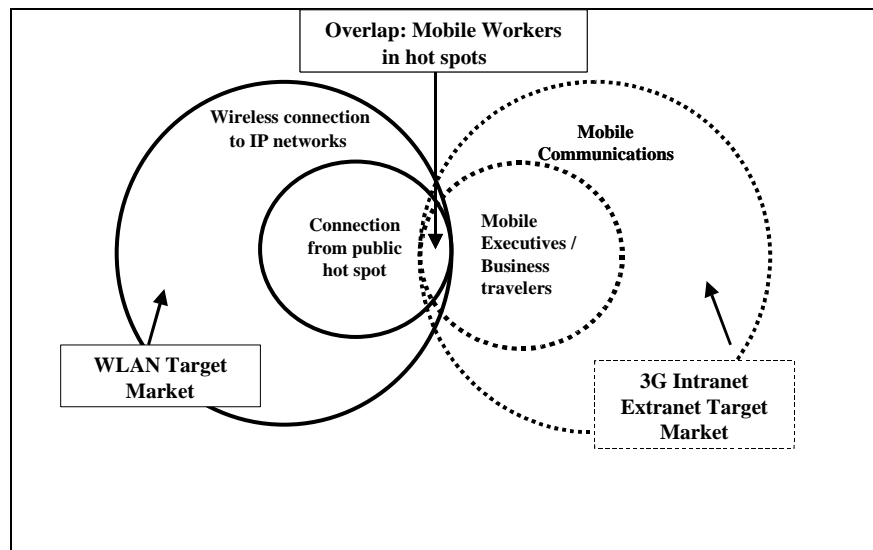 Overlap: Mobile Workers
in hot spots
Wireless connection
to IP networks
Mobile
Communications
Connection
from public
hot spot
Mobile
Executives /
Business
travelers
WLAN Target
Market
3G Intranet
Extranet Target
Market